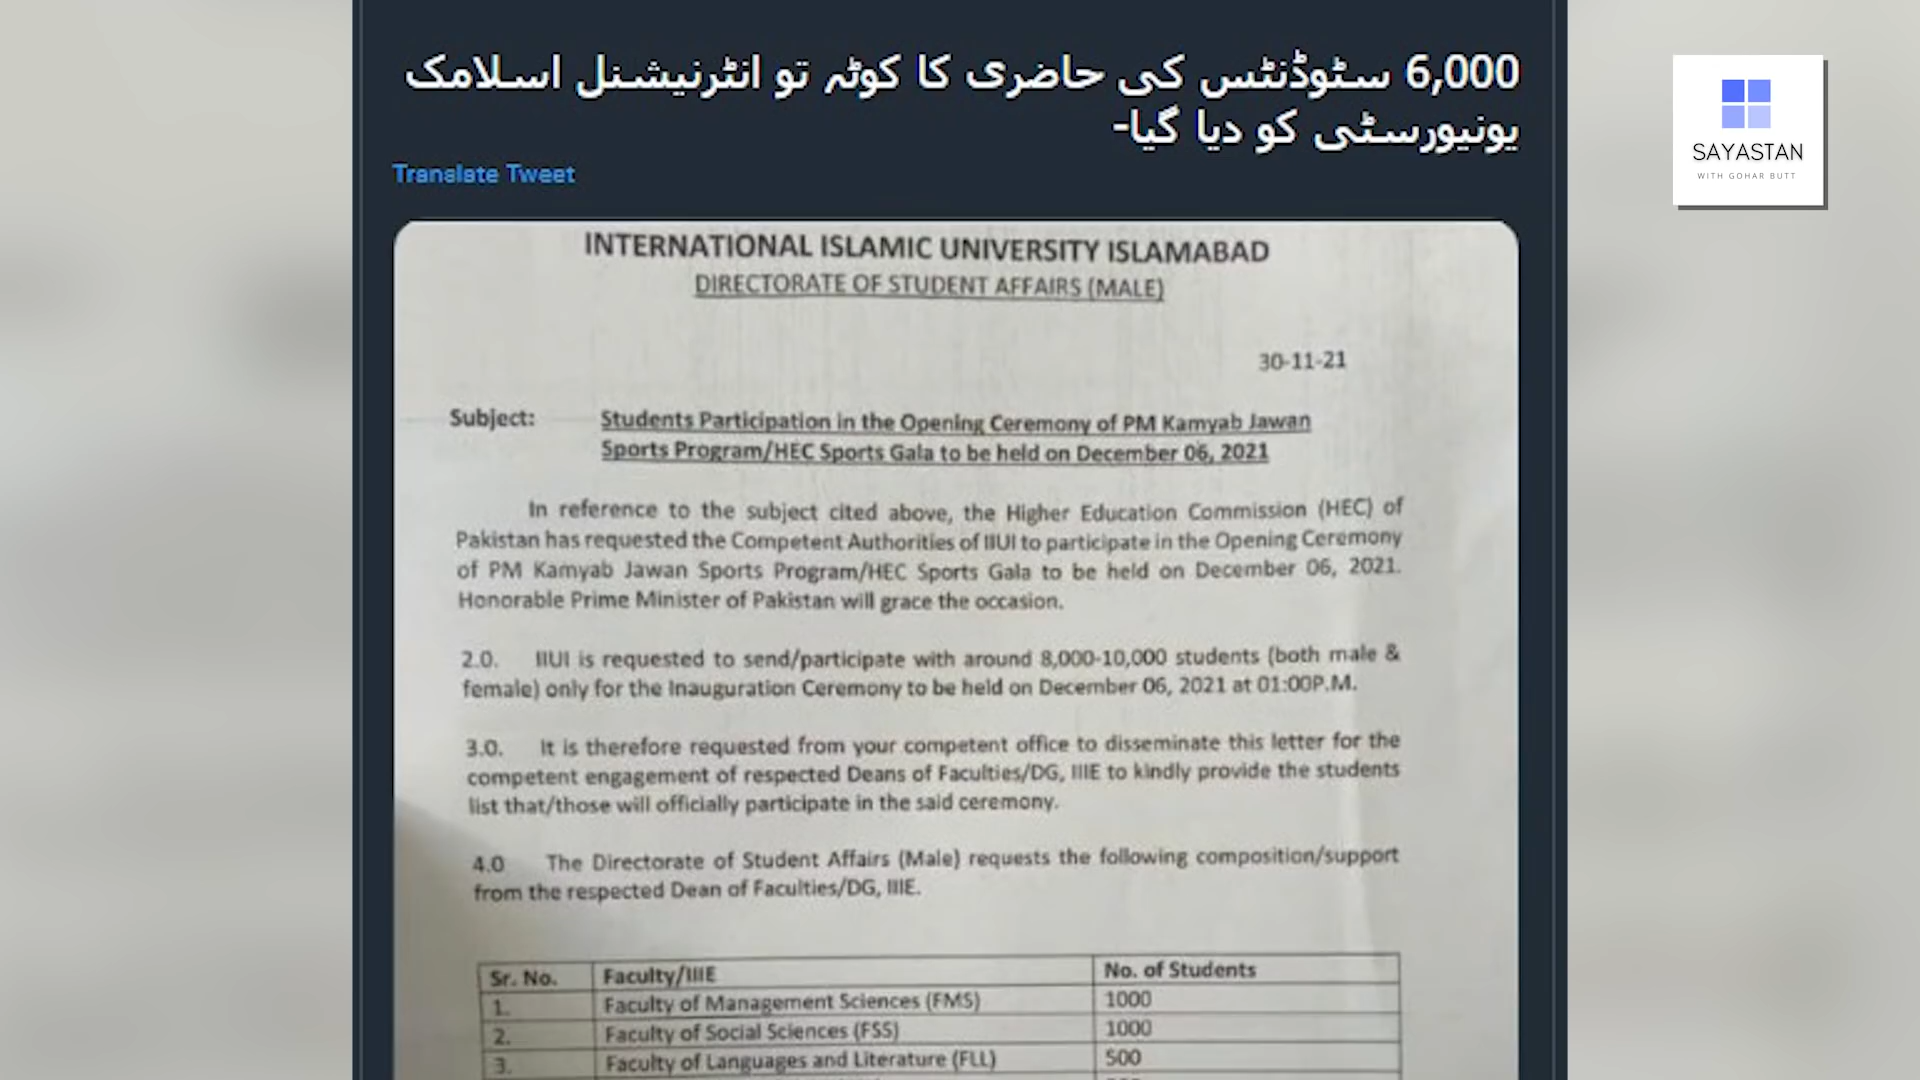 6,000 سٹوڈنٹس کی حاضری کا کوٹہ تو انٹرنیشنل اسلامک
یونیورسٹی کو دیا گیا-
Translate Tweet
SAYASTAN
WITH GOHAR BUTT
INTERNATIONAL ISLAMIC UNIVERSITY ISLAMABAD
DIRECTORATE OF STUDENT AFFAIRS (MALE)
30-11-21
Subject: Students Participation in the Opening Ceremony of PM Kamyab Jawan
Sports Program/HEC Sports Gala to be held on December 06, 2021
In reference to the subject cited above, the Higher Education Commission (HEC) of
Pakistan has requested the Competent Authorities of IIUI to participate in the Opening Ceremony
of PM Kamyab Jawan Sports Program/HEC Sports Gala to be held on December 06, 2021.
Honorable Prime Minister of Pakistan will grace the occasion.
2.0. IIUI is requested to send/participate with around 8,000-10,000 students (both male &
female) only for the Inauguration Ceremony to be held on December 06, 2021 at 01:00P.M.
3.0. It is therefore requested from your competent office to disseminate this letter for the
competent engagement of respected Deans of Faculties/DG, IIIE to kindly provide the students
list that/those will officially participate in the said ceremony.
4.0 The Directorate of Student Affairs (Male) requests the following composition/support
from the respected Dean of Faculties/DG, IIIE.
Sr. No. Faculty/IIIE No. of Students
1. Faculty of Management Sciences (FMS) 1000
2. Faculty of Social Sciences (FSS) 1000
3. Faculty of Languages and Literature (FLL) 500